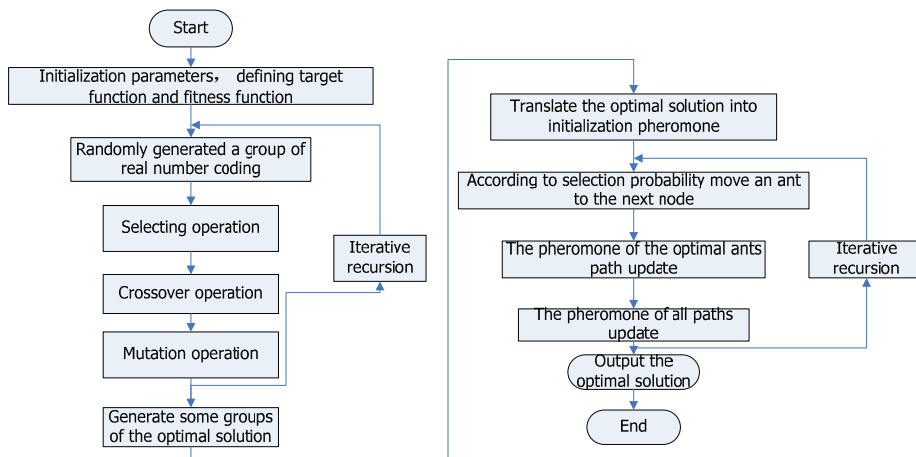 Start
Initialization parameters， defining target
function and fitness function
Randomly generated a group of
real number coding
Selecting operation
Iterative
recursion
Crossover operation
Mutation operation
Generate some groups
of the optimal solution
Translate the optimal solution into
initialization pheromone
According to selection probability move an ant
to the next node
The pheromone of the optimal ants
path update
Iterative
recursion
The pheromone of all paths
update
Output the
optimal solution
End